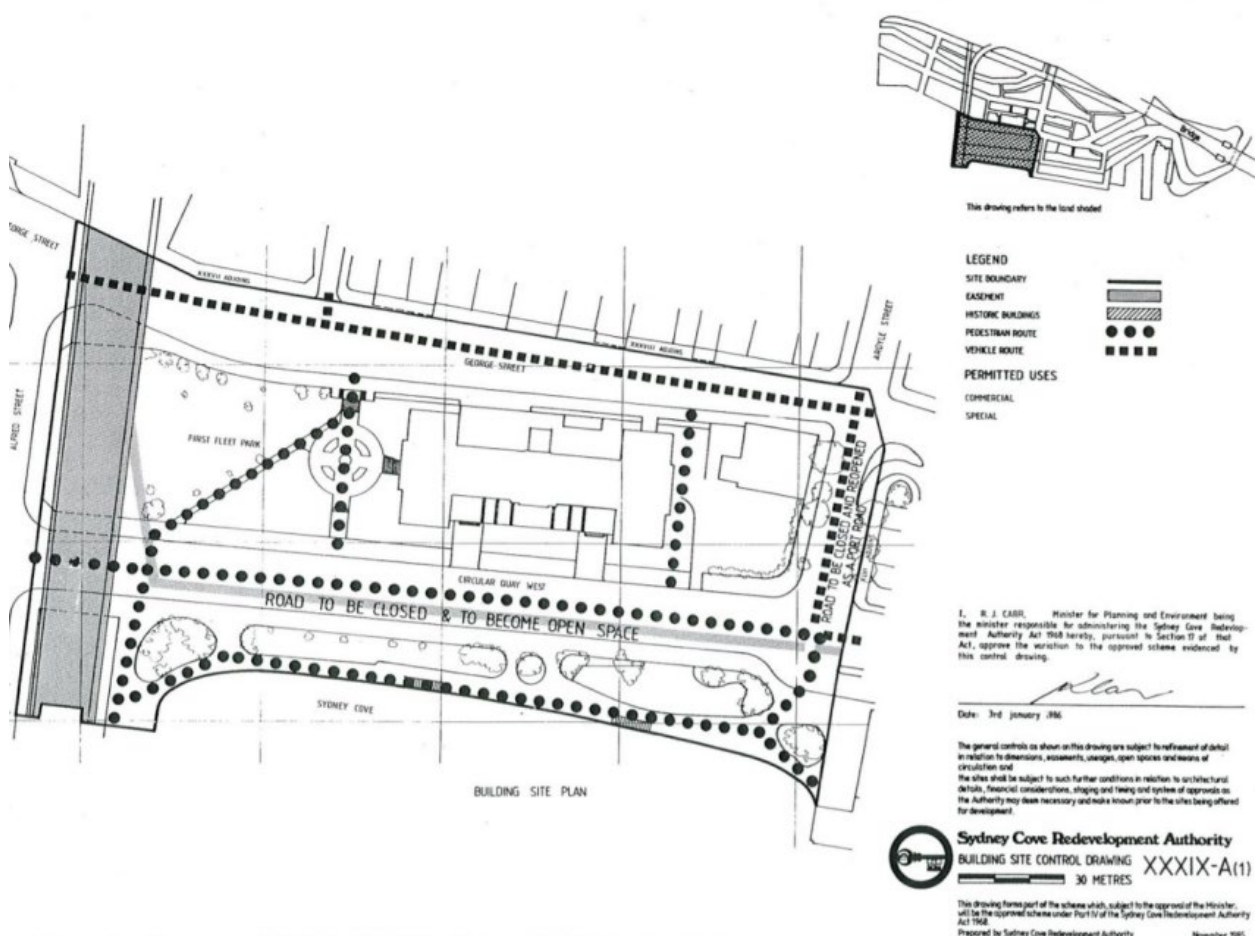 Bridge
This drawing refers to the land shaded
LEGEND
SITE BOUNDARY
EASEMENT
HISTORIC BUILDINGS
PEDESTRIAN ROUTE
VEHICLE ROUTE
PERMITTED USES
COMMERCIAL
SPECIAL
GEORGE STREET
XXXVII ADJOINS
XXXVIII ADJOINS
ARGYLE STREET
GEORGE STREET
ALFRED STREET
FIRST FLEET PARK
ROAD TO BE CLOSED AND REOPENED
AS A PORT ROAD
CIRCULAR QUAY WEST
ROAD TO BE CLOSED & TO BECOME OPEN SPACE
SYDNEY COVE
BUILDING SITE PLAN
I, R. J. CARR, Minister for Planning and Environment being
the minister responsible for administering the Sydney Cove Redevelop-
ment Authority Act 1968 hereby, pursuant to Section 17 of that
Act, approve the variation to the approved scheme evidenced by
this control drawing.
Date: 3rd january 1986
The general controls as shown on this drawing are subject to refinement of detail
in relation to dimensions, easements, useages, open spaces and means of
circulation and
the sites shall be subject to such further conditions in relation to architectural
details, financial considerations, staging and timing and system of approvals as
the Authority may deem necessary and make known prior to the sites being offered
for development.
Sydney Cove Redevelopment Authority
BUILDING SITE CONTROL DRAWING XXXIX-A(1)
30 METRES
This drawing forms part of the scheme which, subject to the approval of the Minister,
will be the approved scheme under Part IV of the Sydney Cove Redevelopment Authority
Act 1968.
Prepared by Sydney Cove Redevelopment Authority November 1985